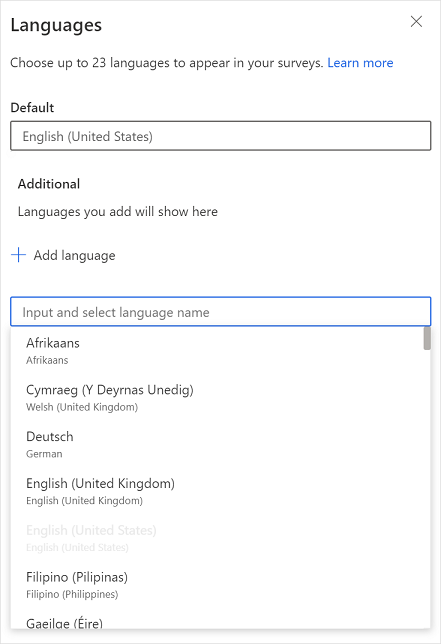 Languages
Choose up to 23 languages to appear in your surveys. Learn more
Default
English (United States)
Additional
Languages you add will show here
Add language
Input and select language name
Afrikaans
Afrikaans
Cymraeg (Y Deyrnas Unedig)
Welsh (United Kingdom)
Deutsch
German
English (United Kingdom)
English (United Kingdom)
English (United States)
English (United States)
Filipino (Pilipinas)
Filipino (Philippines)
Gaeilge (Éire)